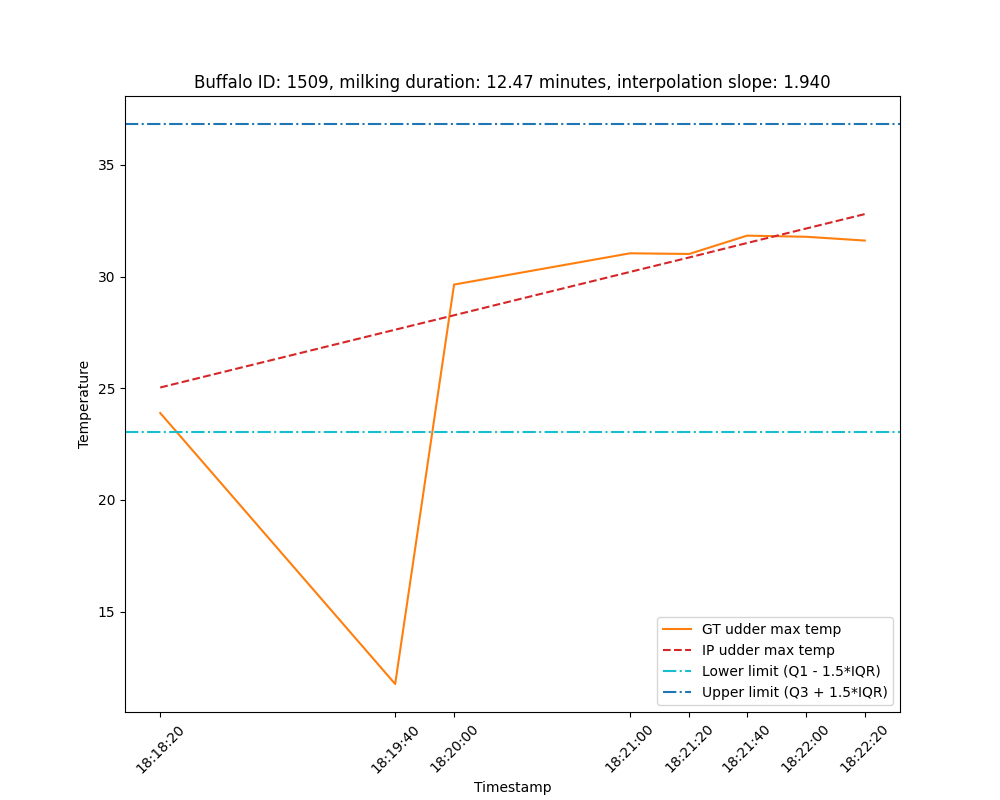 Buffalo ID: 1509, milking duration: 12.47 minutes, interpolation slope: 1.940
35
30
25
20
15
Temperature
GT udder max temp
IP udder max temp
Lower limit (Q1 - 1.5*IQR)
Upper limit (Q3 + 1.5*IQR)
18:18:20
18:19:40
18:20:00
18:21:00
18:21:20
18:21:40
18:22:00
18:22:20
Timestamp